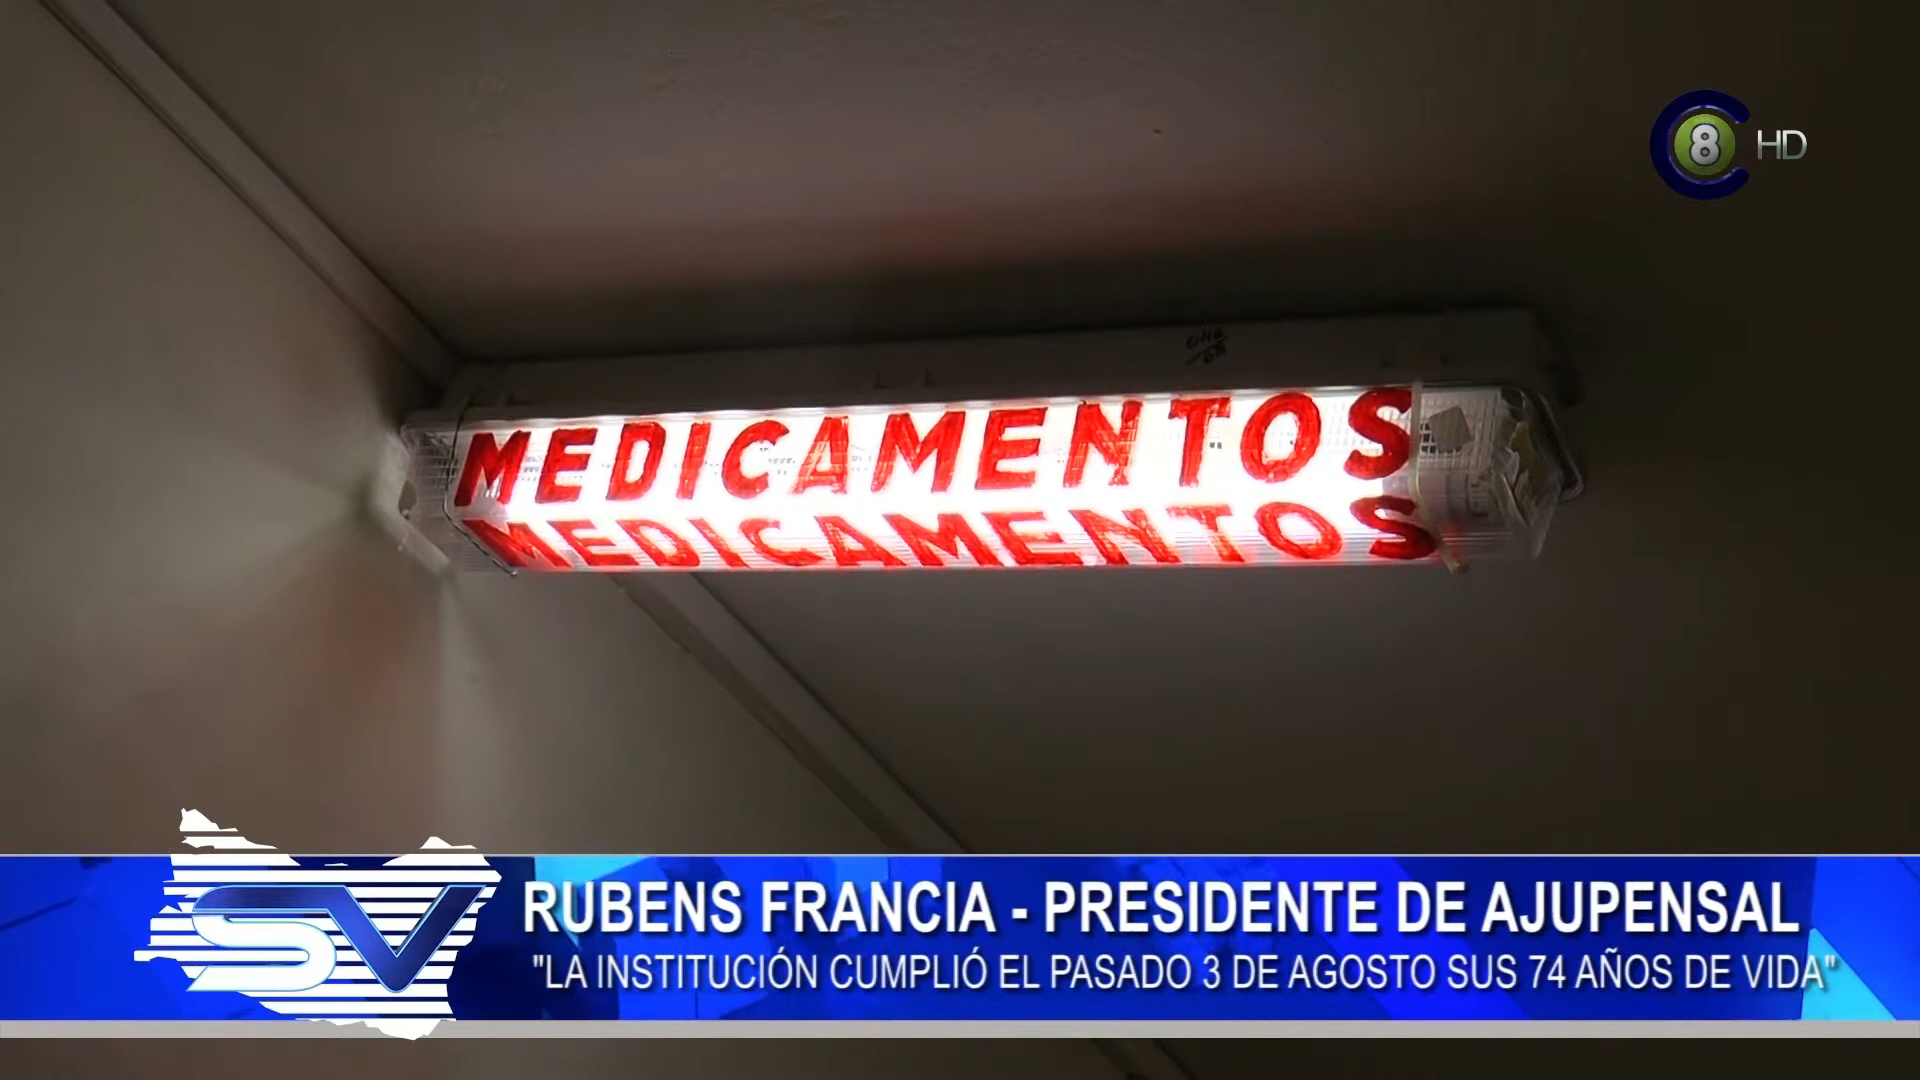 8 HD
MEDICAMENTOS
MEDICAMENTOS
SV
RUBENS FRANCIA - PRESIDENTE DE AJUPENSAL
"LA INSTITUCIÓN CUMPLIÓ EL PASADO 3 DE AGOSTO SUS 74 AÑOS DE VIDA"